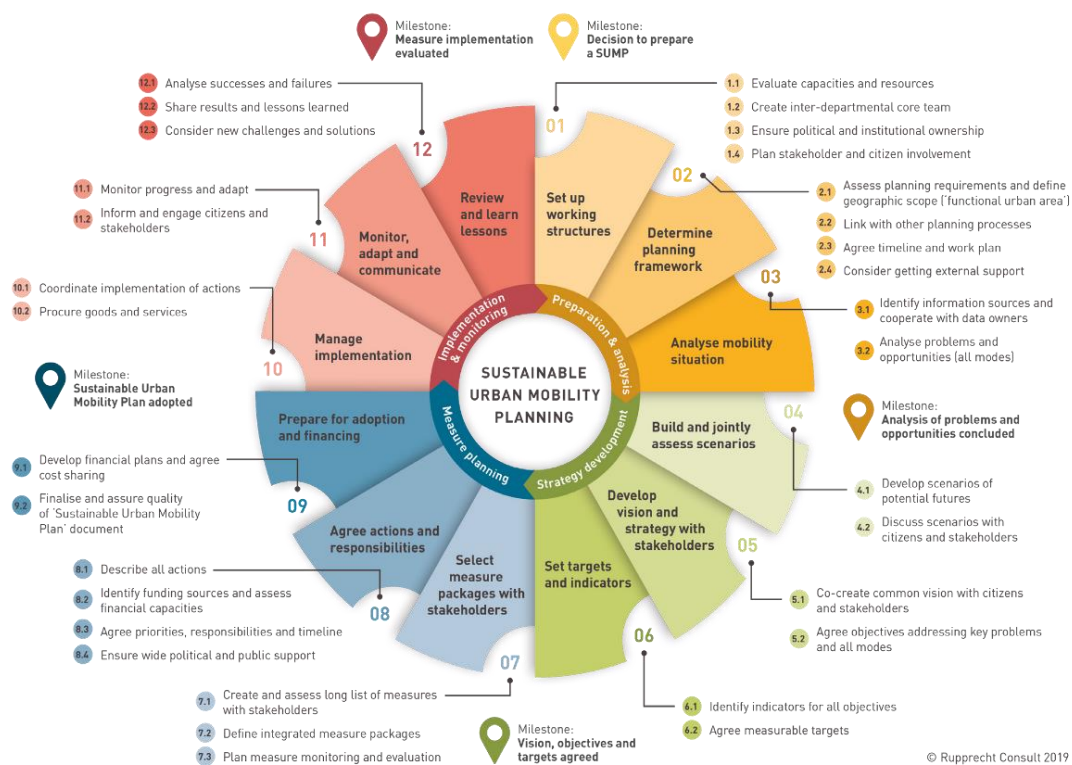 Milestone:
Measure implementation
evaluated
Milestone:
Decision to prepare
a SUMP
12.1 Analyse successes and failures
12.2 Share results and lessons learned
12.3 Consider new challenges and solutions
1.1 Evaluate capacities and resources
1.2 Create inter-departmental core team
1.3 Ensure political and institutional ownership
1.4 Plan stakeholder and citizen involvement
11.1 Monitor progress and adapt
11.2 Inform and engage citizens and
stakeholders
2.1 Assess planning requirements and define
geographic scope ('functional urban area')
2.2 Link with other planning processes
2.3 Agree timeline and work plan
2.4 Consider getting external support
10.1 Coordinate implementation of actions
10.2 Procure goods and services
3.1 Identify information sources and
cooperate with data owners
3.2 Analyse problems and
opportunities (all modes)
Milestone:
Sustainable Urban
Mobility Plan adopted
Milestone:
Analysis of problems and
opportunities concluded
9.1 Develop financial plans and agree
cost sharing
9.2 Finalise and assure quality
of 'Sustainable Urban Mobility
Plan' document
4.1 Develop scenarios of
potential futures
4.2 Discuss scenarios with
citizens and stakeholders
8.1 Describe all actions
8.2 Identify funding sources and assess
financial capacities
8.3 Agree priorities, responsibilities and timeline
8.4 Ensure wide political and public support
5.1 Co-create common vision with citizens
and stakeholders
5.2 Agree objectives addressing key problems
and all modes
7.1 Create and assess long list of measures
with stakeholders
7.2 Define integrated measure packages
7.3 Plan measure monitoring and evaluation
Milestone:
Vision, objectives and
targets agreed
6.1 Identify indicators for all objectives
6.2 Agree measurable targets
01
Set up
working
structures
02
Determine
planning
framework
03
Analyse mobility
situation
04
Build and jointly
assess scenarios
05
Develop
vision and
strategy with
stakeholders
06
Set targets
and indicators
07
Select
measure
packages with
stakeholders
08
Agree actions and
responsibilities
09
Prepare for adoption
and financing
10
Manage
implementation
11
Monitor,
adapt and
communicate
12
Review
and learn
lessons
Preparation & analysis
Strategy development
Measure planning
Implementation
& monitoring
SUSTAINABLE
URBAN MOBILITY
PLANNING
© Rupprecht Consult 2019